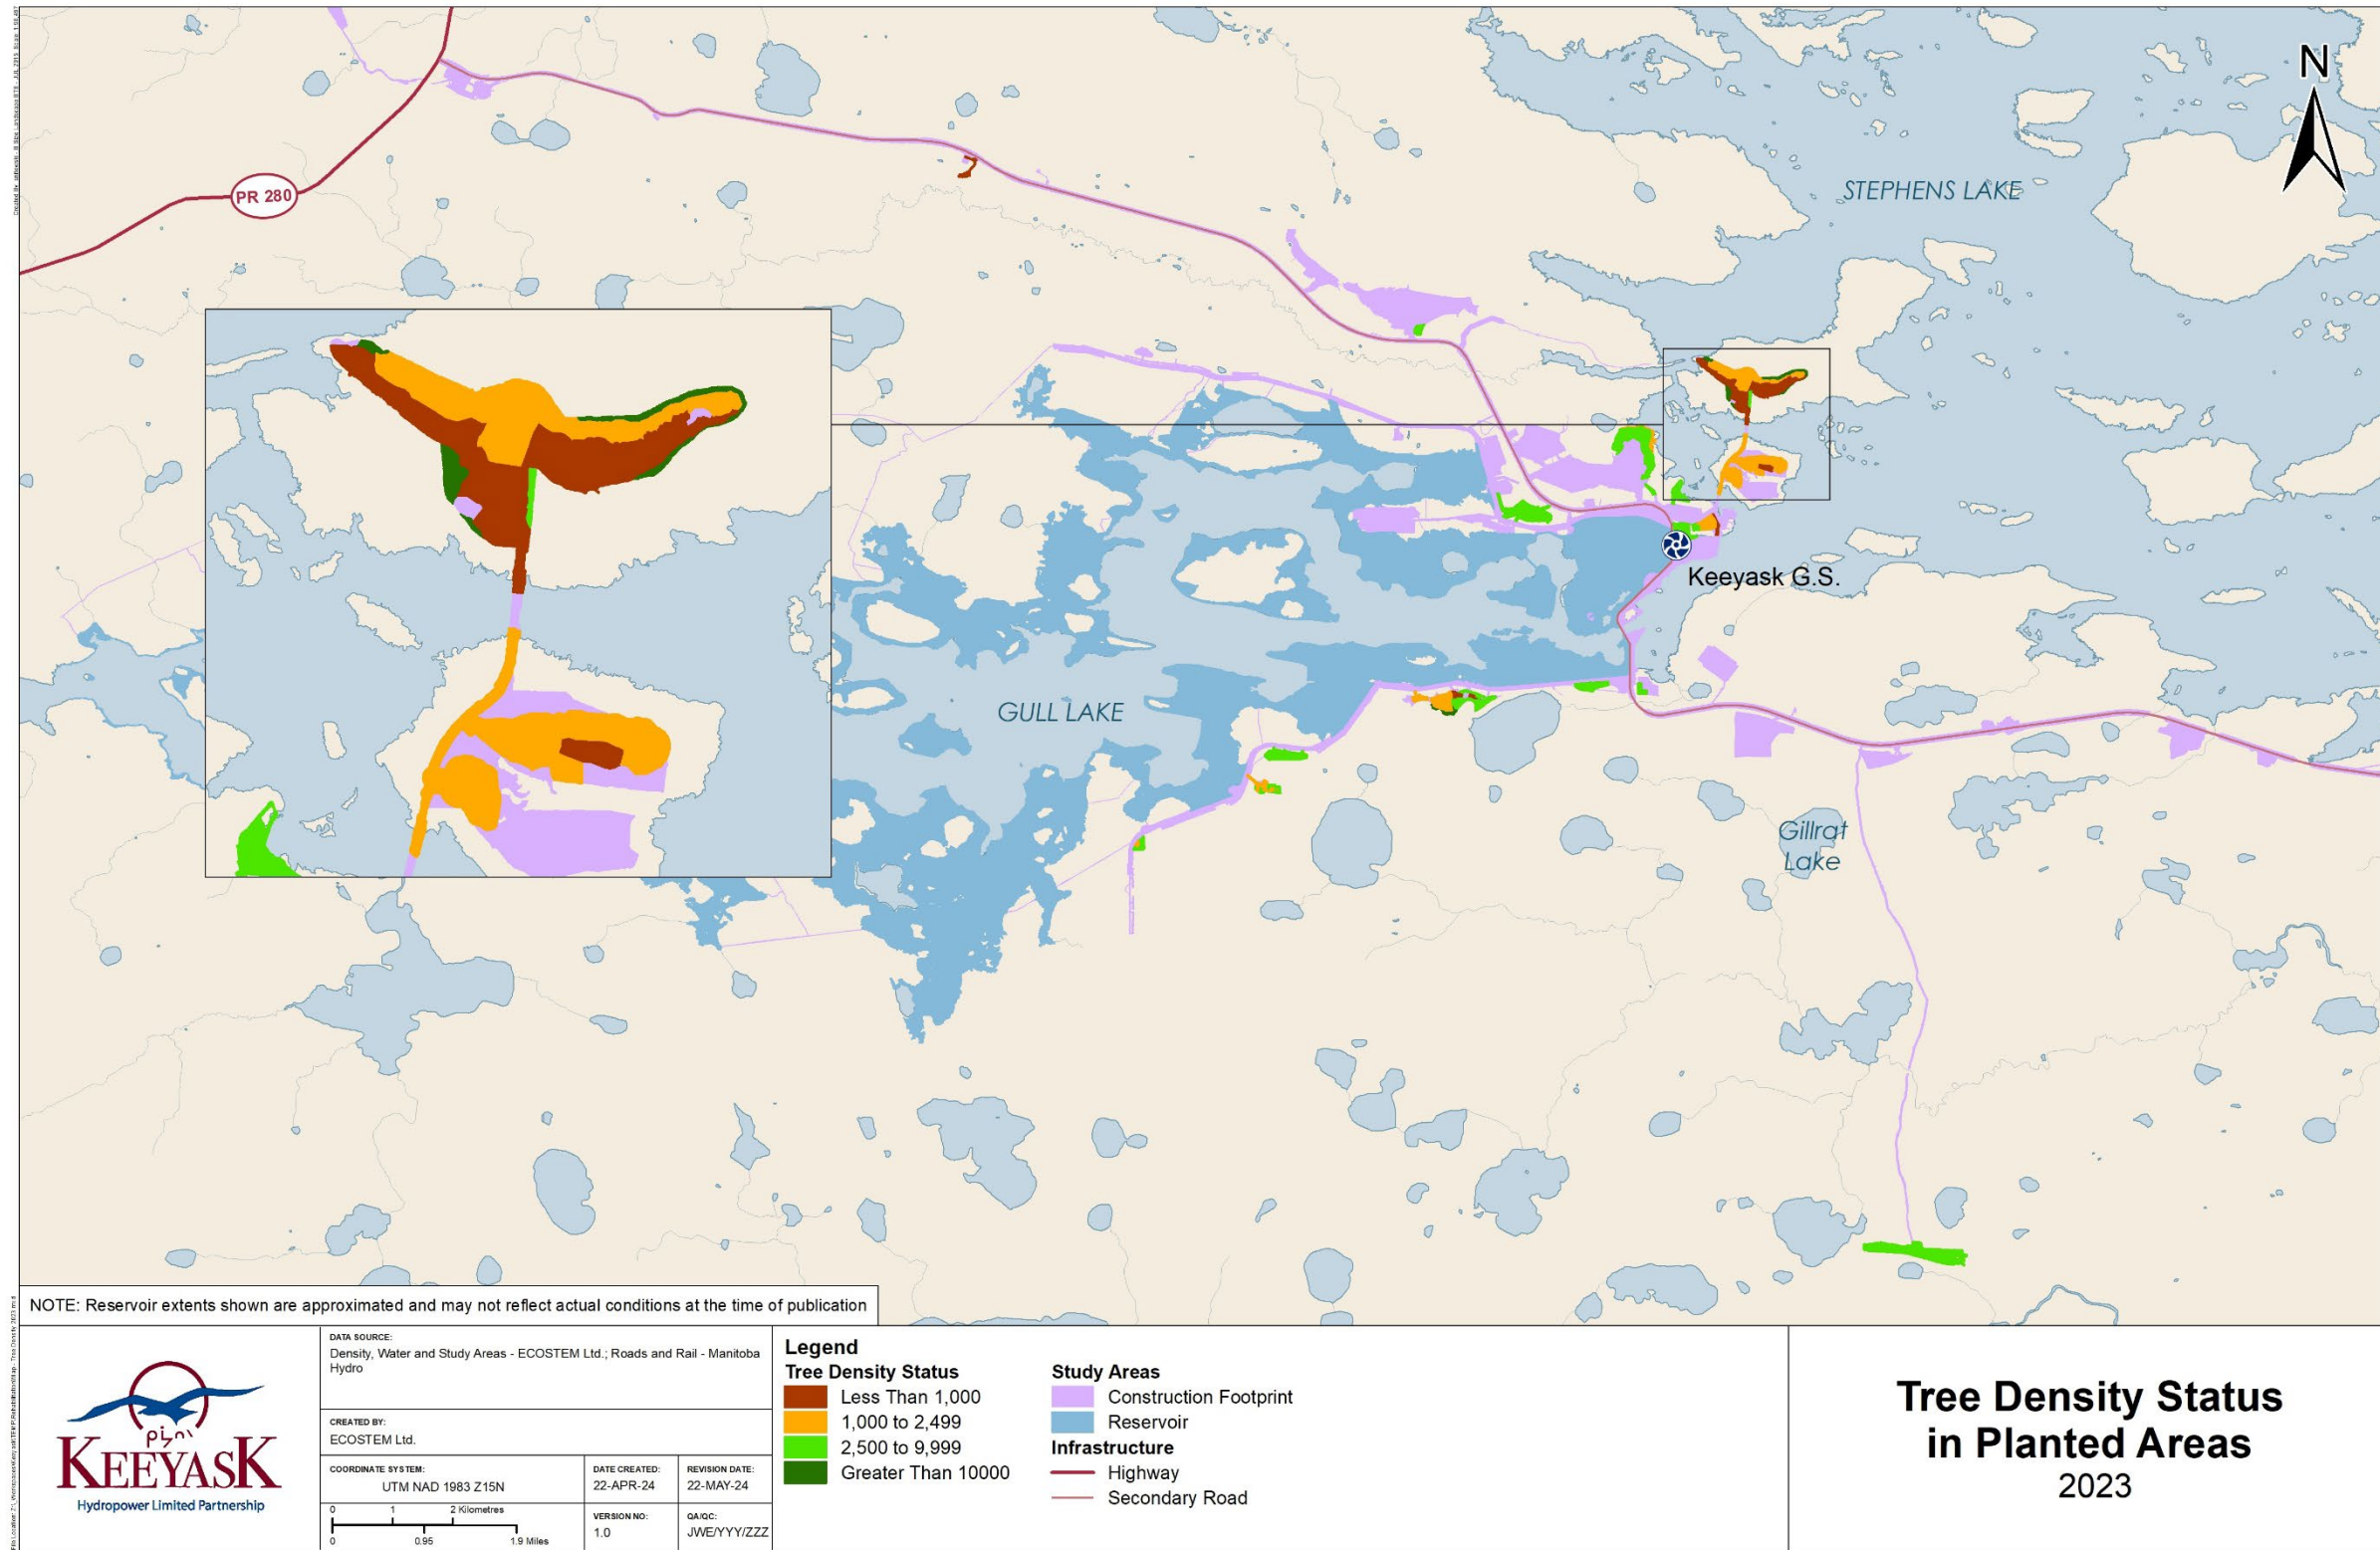 N
PR 280
STEPHENS LAKE
Keeyask G.S.
GULL LAKE
Gillrat
Lake
NOTE: Reservoir extents shown are approximated and may not reflect actual conditions at the time of publication
KEEYASK
Hydropower Limited Partnership
DATA SOURCE:
Density, Water and Study Areas - ECOSTEM Ltd.; Roads and Rail - Manitoba
Hydro
CREATED BY:
ECOSTEM Ltd.
COORDINATE SYSTEM:
UTM NAD 1983 Z15N
DATE CREATED:
22-APR-24
REVISION DATE:
22-MAY-24
0 1 2 Kilometres
0 0.95 1.9 Miles
VERSION NO:
1.0
QA/QC:
JWE/YYY/ZZZ
Legend
Tree Density Status
Less Than 1,000
1,000 to 2,499
2,500 to 9,999
Greater Than 10000
Study Areas
Construction Footprint
Reservoir
Infrastructure
Highway
Secondary Road
Tree Density Status
in Planted Areas
2023